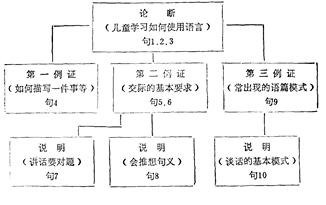 论断
（儿童学习如何使用语言）
句1.2.3
第一例证
（如何描写一件事等）
句4
第二例证
（交际的基本要求）
句5,6
第三例证
（常出现的语篇模式）
句9
说明
（讲话要对题）
句7
说明
（会推想句义）
句8
说明
（谈话的基本模式）
句10